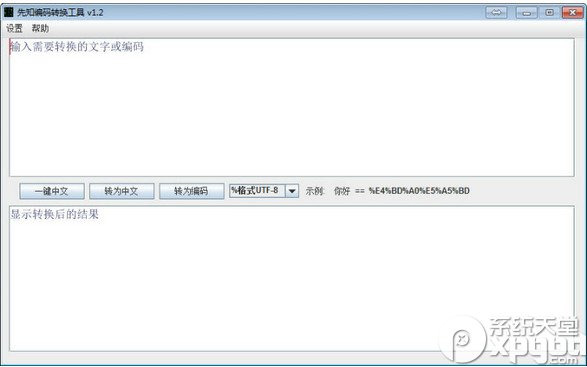 先知编码转换工具 v1.2
设置 帮助
输入需要转换的文字或编码
一键中文 转为中文 转为编码 %格式UTF-8 示例: 你好 == %E4%BD%A0%E5%A5%BD
显示转换后的结果
系统天堂
xpgbt.com